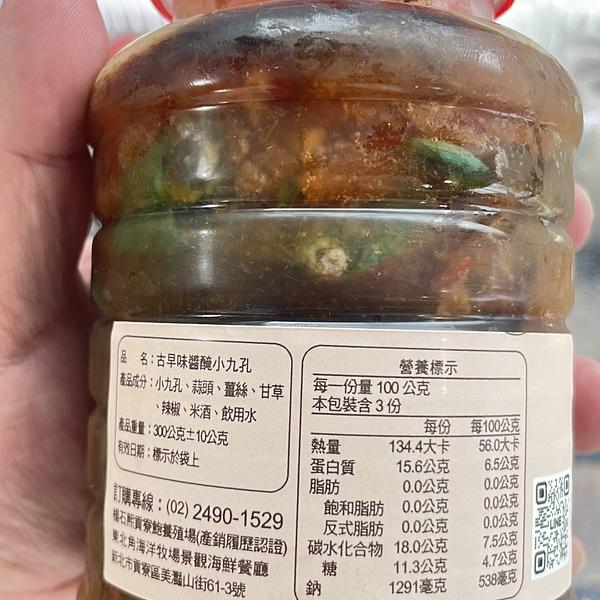 品　名：古早味醬醃小九孔
產品成分：小九孔、蒜頭、薑絲、甘草
、辣椒、米酒、飲用水
產品重量：300公克±10公克
有效日期：標示於袋上
訂購專線：(02) 2490-1529
楊石熙貢寮鮑養殖場(產銷履歷認證)
東北角海洋牧場景觀海鮮餐廳
新北市貢寮區美灩山街61-3號
營養標示
每一份量 100 公克
本包裝含 3 份
每份 每100公克
熱量 134.4大卡 56.0大卡
蛋白質 15.6公克 6.5公克
脂肪 0.0公克 0.0公克
飽和脂肪 0.0公克 0.0公克
反式脂肪 0.0公克 0.0公克
碳水化合物 18.0公克 7.5公克
糖 11.3公克 4.7公克
鈉 1291毫克 538毫克
LINE